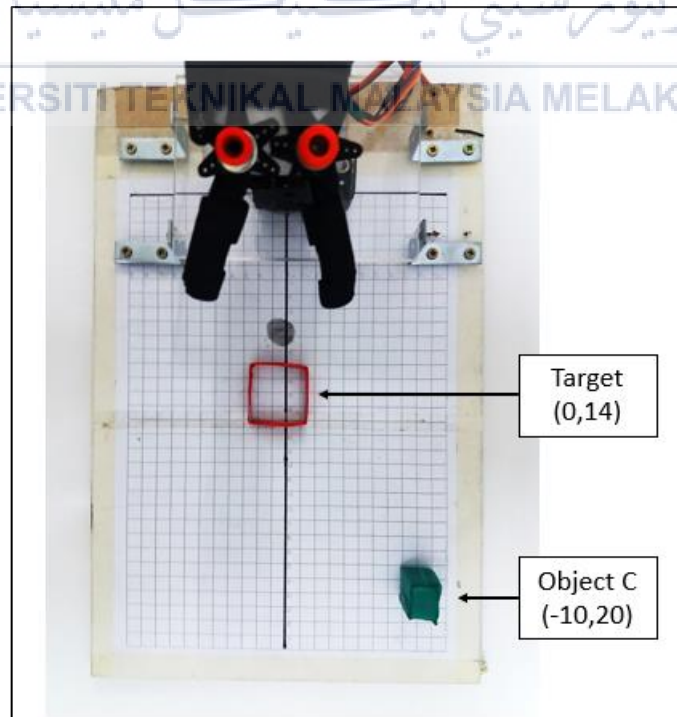 ERSITI TEKNIKAL MALAYSIA MELAK
Target
(0,14)
Object C
(-10,20)